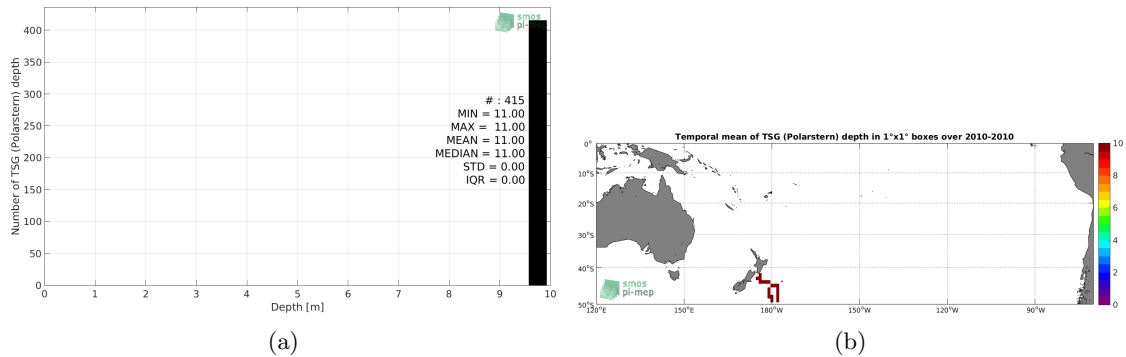 smos
pi-mep
Number of TSG (Polarstern) depth
400
350
300
250
200
150
100
50
0
# : 415
MIN = 11.00
MAX = 11.00
MEAN = 11.00
MEDIAN = 11.00
STD = 0.00
IQR = 0.00
0 1 2 3 4 5 6 7 8 9 10
Depth [m]
(a)
Temporal mean of TSG (Polarstern) depth in 1°x1° boxes over 2010-2010
0°
10°S
20°S
30°S
40°S
50°S
120°E 150°E 180°W 150°W 120°W 90°W
10
8
6
4
2
0
smos
pi-mep
(b)